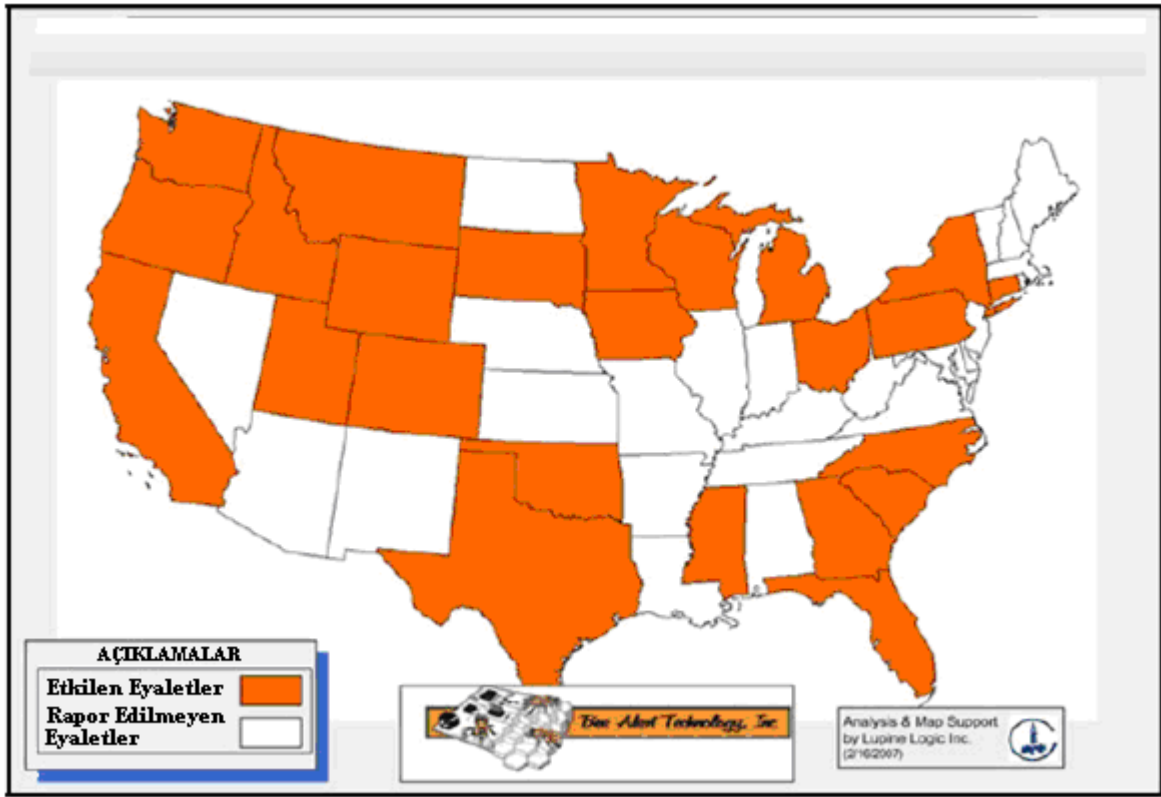 AÇIKLAMALAR
Etkilen Eyaletler
Rapor Edilmeyen
Eyaletler
Bee Alert Technology, Inc
Analysis & Map Support
by Lupine Logic Inc.
(2/16/2007)